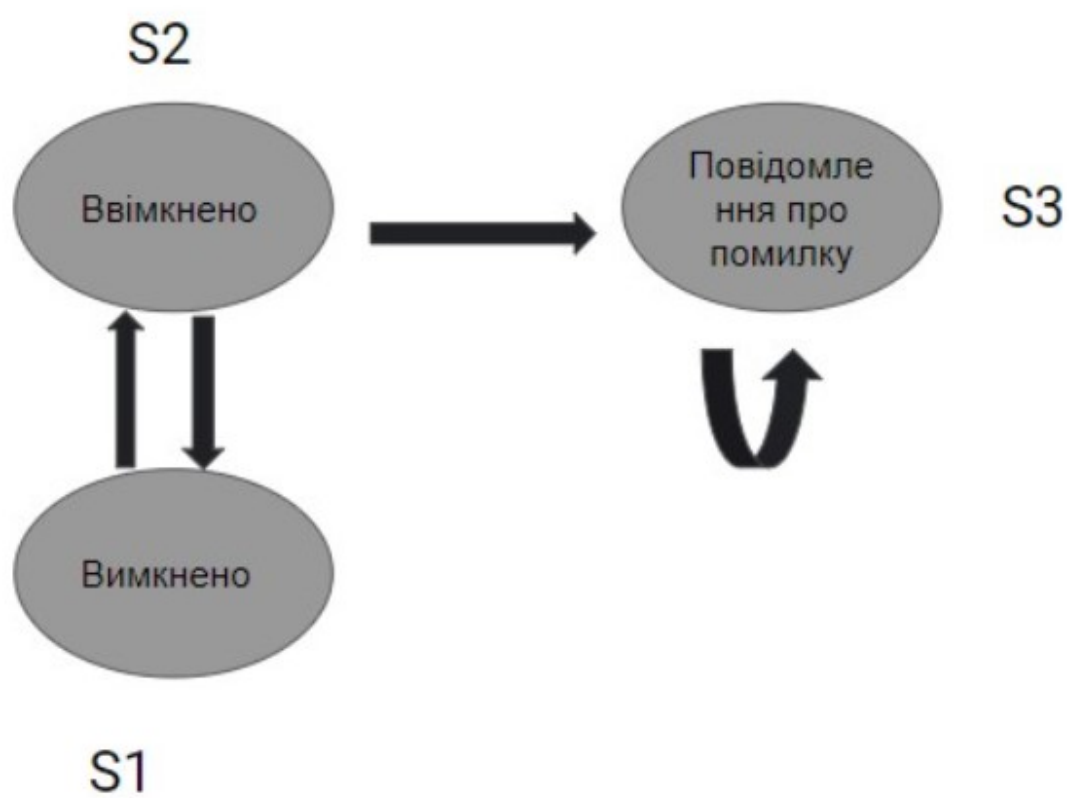 S2
Ввімкнено
Повідомле
ння про
помилку
S3
Вимкнено
S1